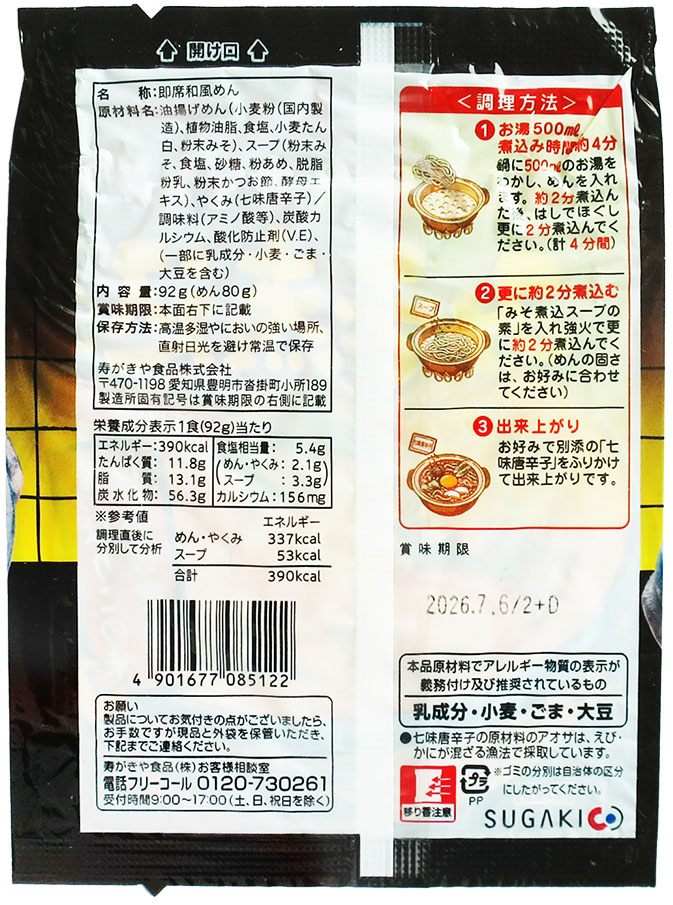 開け口
名　　称:即席和風めん
原材料名:油揚げめん(小麦粉(国内製
造)、植物油脂、食塩、小麦たん
白、粉末みそ)、スープ(粉末み
そ、食塩、砂糖、粉あめ、脱脂
粉乳、粉末かつお節、酵母エ
キス)、やくみ(七味唐辛子)/
調味料(アミノ酸等)、炭酸カ
ルシウム、酸化防止剤(V.E)、
(一部に乳成分・小麦・ごま・
大豆を含む)
内 容 量:92g(めん80g)
賞味期限:本面右下に記載
保存方法:高温多湿やにおいの強い場所、
直射日光を避け常温で保存
寿がきや食品株式会社
〒470-1198 愛知県豊明市沓掛町小所189
製造所固有記号は賞味期限の右側に記載
栄養成分表示1食(92g)当たり
エネルギー:390kcal 食塩相当量: 5.4g
たんぱく質: 11.8g (めん・やくみ: 2.1g)
脂　　質: 13.1g (スープ : 3.3g)
炭水化物: 56.3g カルシウム:156mg
※参考値 エネルギー
調理直後に分別して分析 めん・やくみ 337kcal
スープ 53kcal
合計 390kcal
4 901677 085122
お願い
製品についてお気付きの点がございましたら、
お手数ですが現品と外袋を保管いただき、
下記までご連絡ください。
寿がきや食品(株)お客様相談室
電話フリーコール 0120-730261
受付時間9:00~17:00(土、日、祝日を除く)
<調理方法>
1 お湯500ml
煮込み時間約4分
鍋に500mlのお湯を
わかし、めんを入れ
ます。約2分煮込ん
だ後、はしでほぐし
更に2分煮込んでく
ださい。(計4分間)
スープ
2 更に約2分煮込む
「みそ煮込スープの
素」を入れ強火で更
に約2分煮込んでく
ださい。(めんの固さ
は、お好みに合わせ
てください)
3 出来上がり
お好みで別添の「七
味唐辛子」をふりかけ
て出来上がりです。
賞味期限
2026.7.6/2+D
本品原材料でアレルギー物質の表示が
義務付け及び推奨されているもの
乳成分・小麦・ごま・大豆
●七味唐辛子の原材料のアオサは、えび・
かにが混ざる漁法で採取しています。
移り香注意
プラ
PP
※ゴミの分別は自治体の区分
にしたがってください。
SUGAKICO